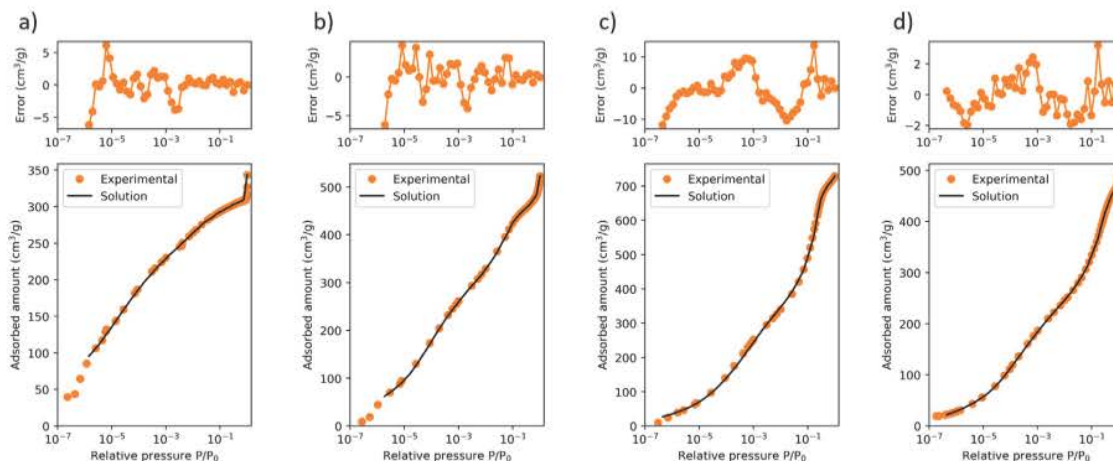 a)
Error (cm³/g)
5
0
−5
10⁻⁷ 10⁻⁵ 10⁻³ 10⁻¹
Adsorbed amount (cm³/g)
350
300
250
200
150
100
50
0
Experimental
Solution
10⁻⁷ 10⁻⁵ 10⁻³ 10⁻¹
Relative pressure P/P₀
b)
Error (cm³/g)
0
−5
10⁻⁷ 10⁻⁵ 10⁻³ 10⁻¹
Adsorbed amount (cm³/g)
500
400
300
200
100
0
Experimental
Solution
10⁻⁷ 10⁻⁵ 10⁻³ 10⁻¹
Relative pressure P/P₀
c)
Error (cm³/g)
10
0
−10
10⁻⁷ 10⁻⁵ 10⁻³ 10⁻¹
Adsorbed amount (cm³/g)
700
600
500
400
300
200
100
0
Experimental
Solution
10⁻⁷ 10⁻⁵ 10⁻³ 10⁻¹
Relative pressure P/P₀
d)
Error (cm³/g)
2
0
−2
10⁻⁷ 10⁻⁵ 10⁻³ 10⁻¹
Adsorbed amount (cm³/g)
500
400
300
200
100
0
Experimental
Solution
10⁻⁷ 10⁻⁵ 10⁻³ 10⁻¹
Relative pressure P/P₀